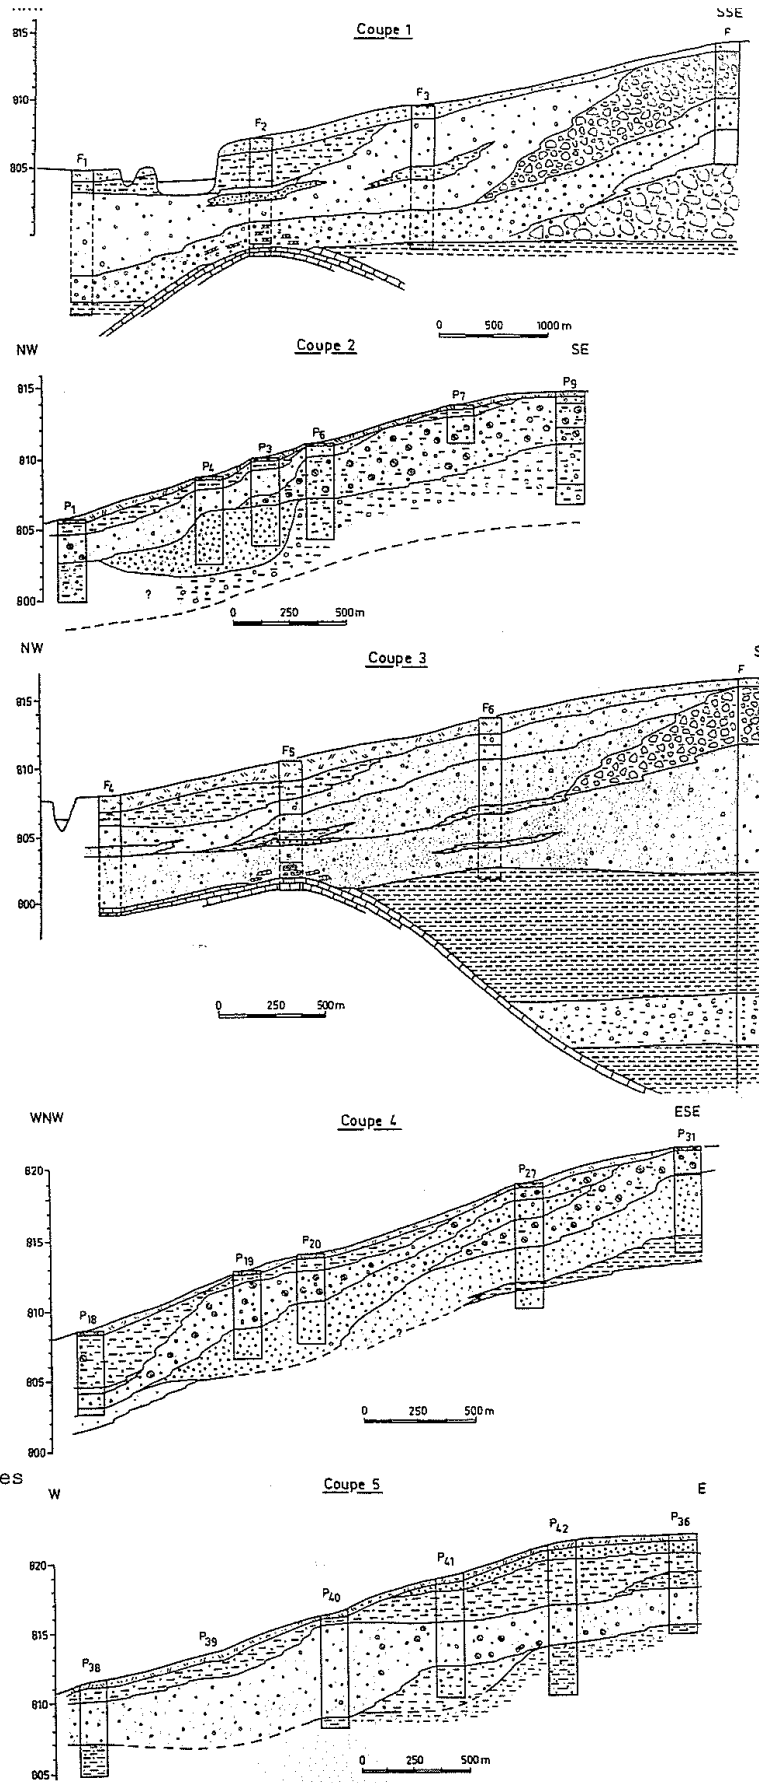 SSE
Coupe 1
815
F
810
F3
F2
F1
805
0 500 1000 m
Coupe 2
NW SE
815
P7 P9
P6
810
P3
P4
P1
805
800
?
0 250 500m
NW
Coupe 3
S
F
815
F6
F5
810
F4
805
800
0 250 500m
WNW Coupe 4 ESE
P31
820
P27
815
P20
P19
P18
810
?
805
0 250 500m
800
es
W Coupe 5 E
P36
P42
820
P41
P40
P39
815
P38
810
805
0 250 500m